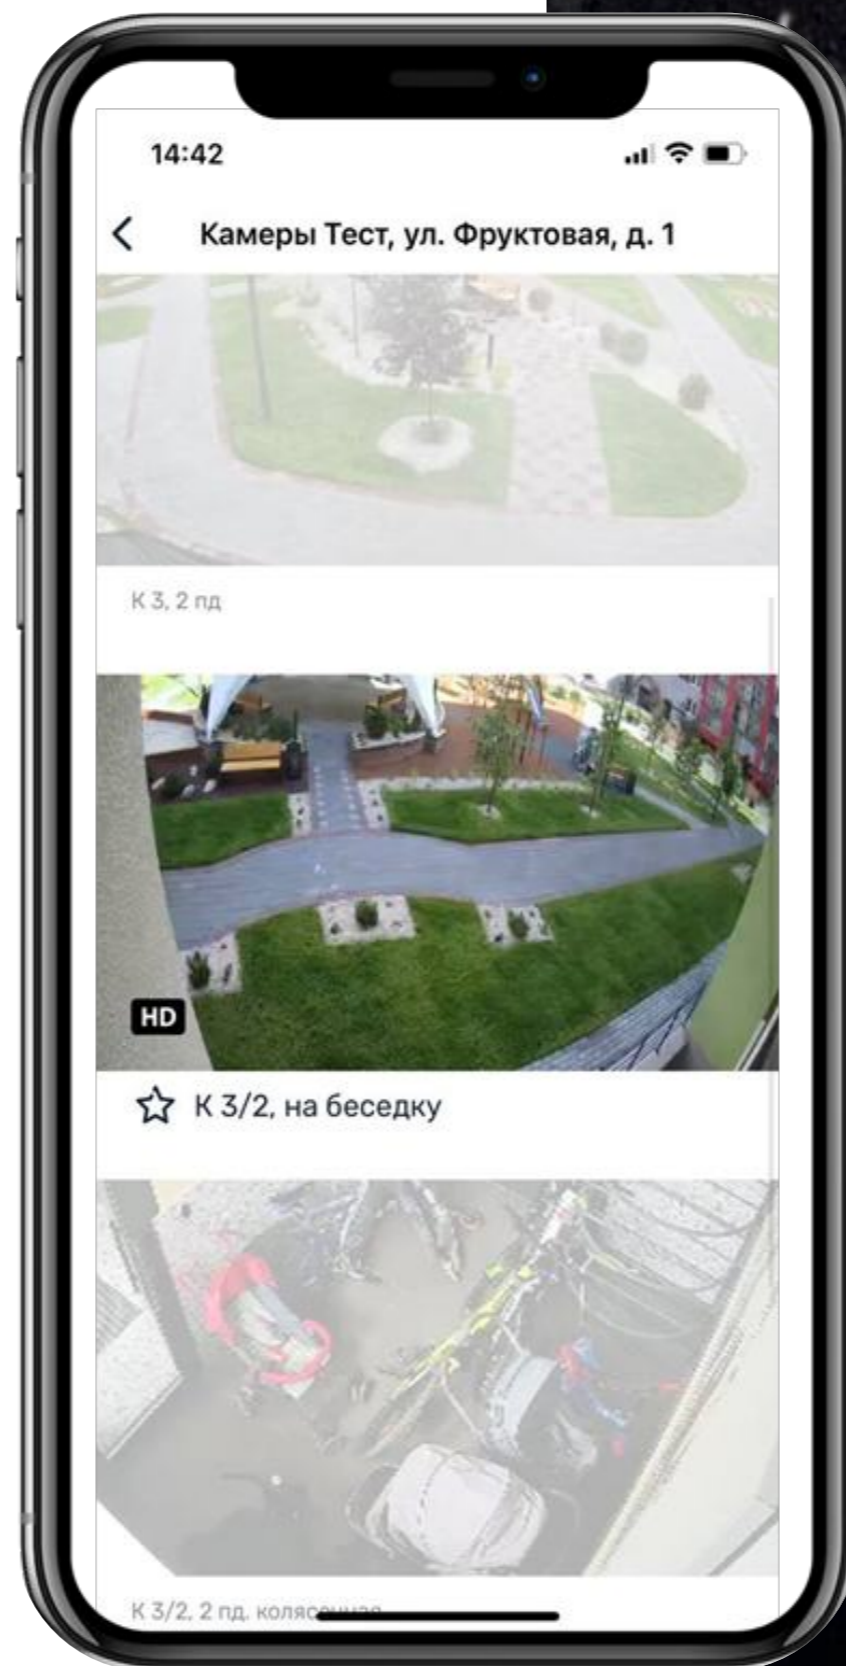 14:42
Камеры Тест, ул. Фруктовая, д. 1
К 3, 2 пд
HD
К 3/2, на беседку
К 3/2, 2 пд. колясочная